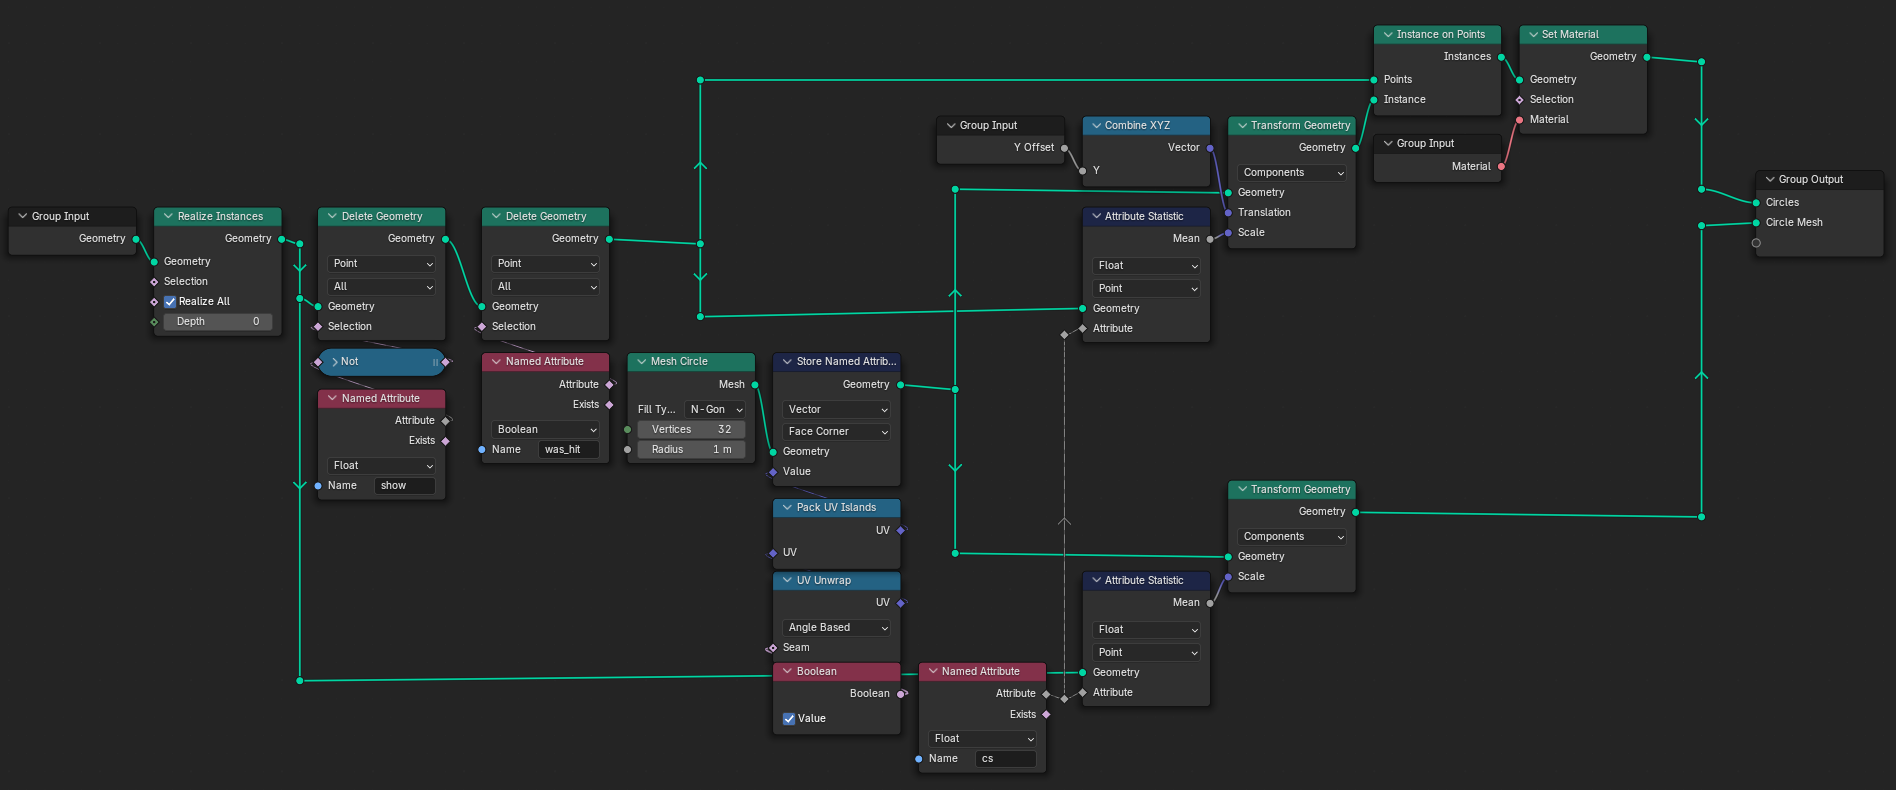 Group Input
Geometry
Realize Instances
Geometry
Geometry
Selection
Realize All
Depth 0
Delete Geometry
Geometry
Point
All
Geometry
Selection
Not
Named Attribute
Attribute
Exists
Float
Name show
Delete Geometry
Geometry
Point
All
Geometry
Selection
Named Attribute
Attribute
Exists
Boolean
Name was_hit
Mesh Circle
Mesh
Fill Ty... N-Gon
Vertices 32
Radius 1 m
Store Named Attrib...
Geometry
Vector
Face Corner
Geometry
Value
Pack UV Islands
UV
UV
UV Unwrap
UV
Angle Based
Seam
Boolean
Boolean
Value
Named Attribute
Attribute
Exists
Float
Name cs
Group Input
Y Offset
Combine XYZ
Vector
Y
Attribute Statistic
Mean
Float
Point
Geometry
Attribute
Transform Geometry
Geometry
Components
Geometry
Translation
Scale
Attribute Statistic
Mean
Float
Point
Geometry
Attribute
Transform Geometry
Geometry
Components
Geometry
Scale
Instance on Points
Instances
Points
Instance
Group Input
Material
Set Material
Geometry
Geometry
Selection
Material
Group Output
Circles
Circle Mesh